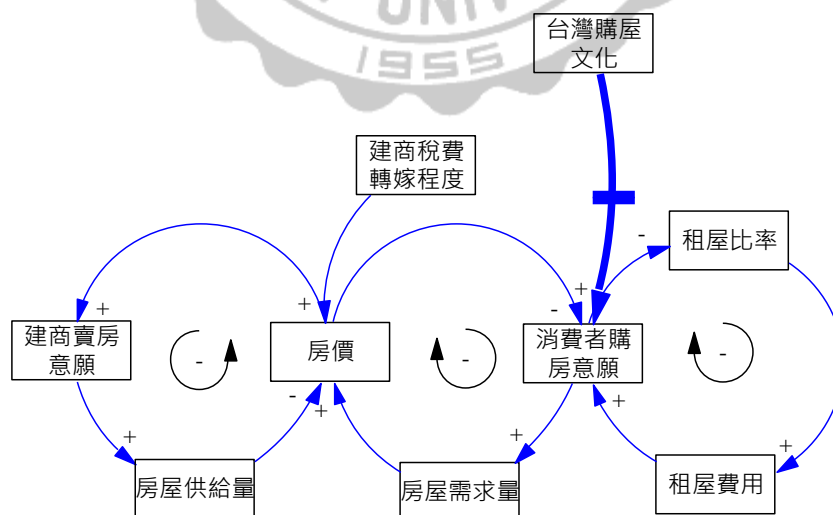 UNIV
1955
台灣購屋
文化
建商稅費
轉嫁程度
-
租屋比率
+
+
-
+
建商賣房
意願
-
房價
-
消費者購
房意願
-
-
+
+
+
+
+
房屋供給量
房屋需求量
租屋費用